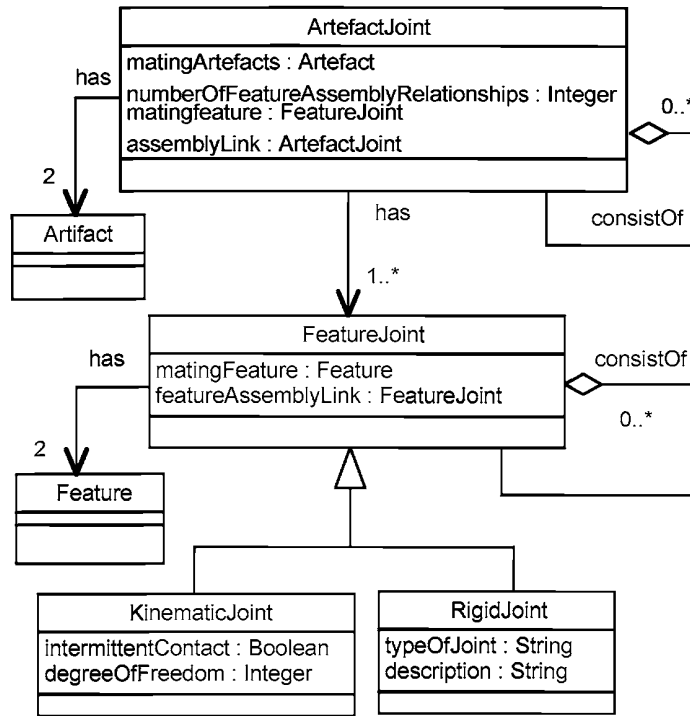 ArtefactJoint
matingArtefacts : Artefact
numberOfFeatureAssemblyRelationships : Integer
matingfeature : FeatureJoint
assemblyLink : ArtefactJoint
has
0..*
2
Artifact
has
consistOf
1..*
FeatureJoint
matingFeature : Feature
featureAssemblyLink : FeatureJoint
has
consistOf
0..*
2
Feature
KinematicJoint
intermittentContact : Boolean
degreeOfFreedom : Integer
RigidJoint
typeOfJoint : String
description : String